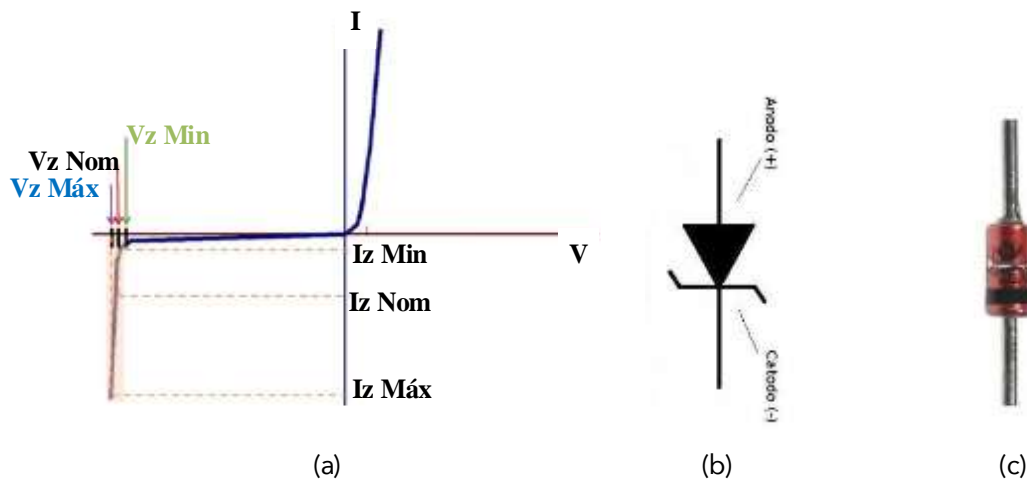 I
Vz Min
Vz Nom
Vz Máx
V
Iz Min
Iz Nom
Iz Máx
Anodo (+)
Catodo (-)
(a)
(b)
(c)